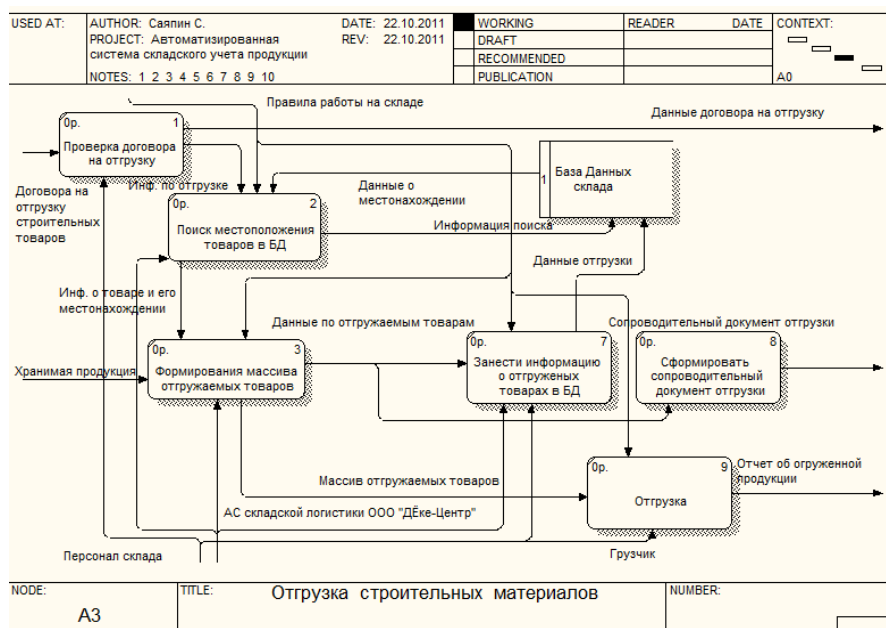 USED AT:
AUTHOR: Саяпин С.
DATE: 22.10.2011
PROJECT: Автоматизированная
система складского учета продукции
REV: 22.10.2011
NOTES: 1 2 3 4 5 6 7 8 9 10
WORKING
DRAFT
RECOMMENDED
PUBLICATION
READER DATE
CONTEXT:
A0
Правила работы на складе
Данные договора на отгрузку
0р. 1
Проверка договора
на отгрузку
База Данных
склада
1
Договора на
отгрузку
строительных
товаров
Инф. по отгрузке
Данные о
местонахождении
0р. 2
Поиск местоположения
товаров в БД
Информация поиска
Данные отгрузки
Инф. о товаре и его
местонахождении
Данные по отгружаемым товарам
Сопроводительный документ отгрузки
Хранимая продукция
0р. 3
Формирования массива
отгружаемых товаров
0р. 7
Занести информацию
о отгруженых
товарах в БД
0р. 8
Сформировать
сопроводительный
документ отгрузки
0р. 9
Отгрузка
Отчет об огруженной
продукции
Массив отгружаемых товаров
АС складской логистики ООО "ДЁке-Центр"
Персонал склада
Грузчик
NODE:
A3
TITLE:
Отгрузка строительных материалов
NUMBER: